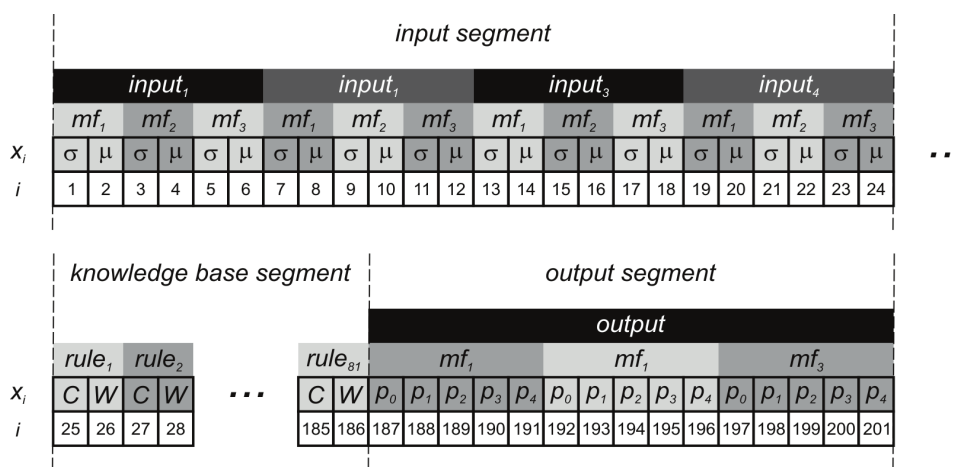 input segment
input₁ input₁ input₃ input₄
mf₁ mf₂ mf₃ mf₁ mf₂ mf₃ mf₁ mf₂ mf₃ mf₁ mf₂ mf₃
xᵢ σ μ σ μ σ μ σ μ σ μ σ μ σ μ σ μ σ μ σ μ σ μ σ μ ..
i 1 2 3 4 5 6 7 8 9 10 11 12 13 14 15 16 17 18 19 20 21 22 23 24
knowledge base segment output segment
output
rule₁ rule₂ rule₈₁ mf₁ mf₁ mf₃
xᵢ C W C W ... C W p₀ p₁ p₂ p₃ p₄ p₀ p₁ p₂ p₃ p₄ p₀ p₁ p₂ p₃ p₄
i 25 26 27 28 185 186 187 188 189 190 191 192 193 194 195 196 197 198 199 200 201